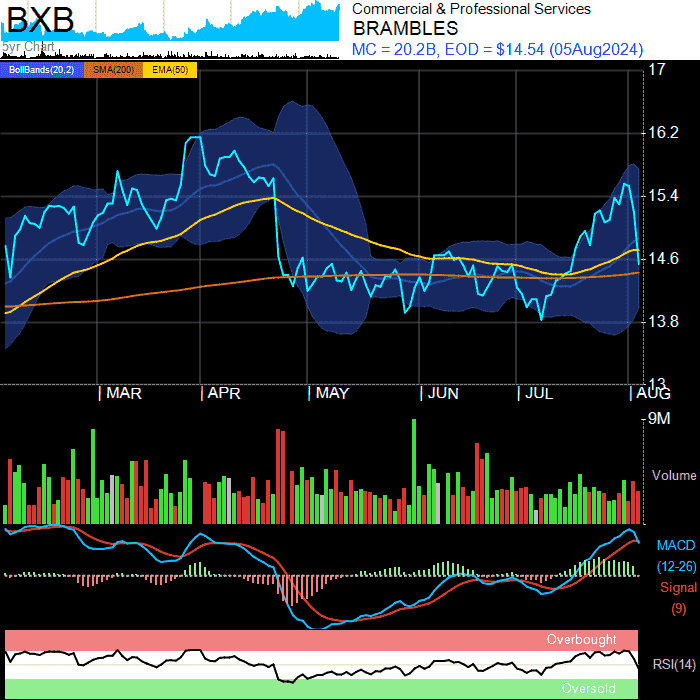 BXB
5yr Chart
Commercial & Professional Services
BRAMBLES
MC = 20.2B, EOD = $14.54 (05Aug2024)
BollBands(20,2) SMA(200) EMA(50)
17
16.2
15.4
14.6
13.8
13
| MAR | APR | MAY | JUN | JUL | AUG
9M
Volume
MACD
(12-26)
Signal
(9)
Overbought
RSI(14)
Oversold